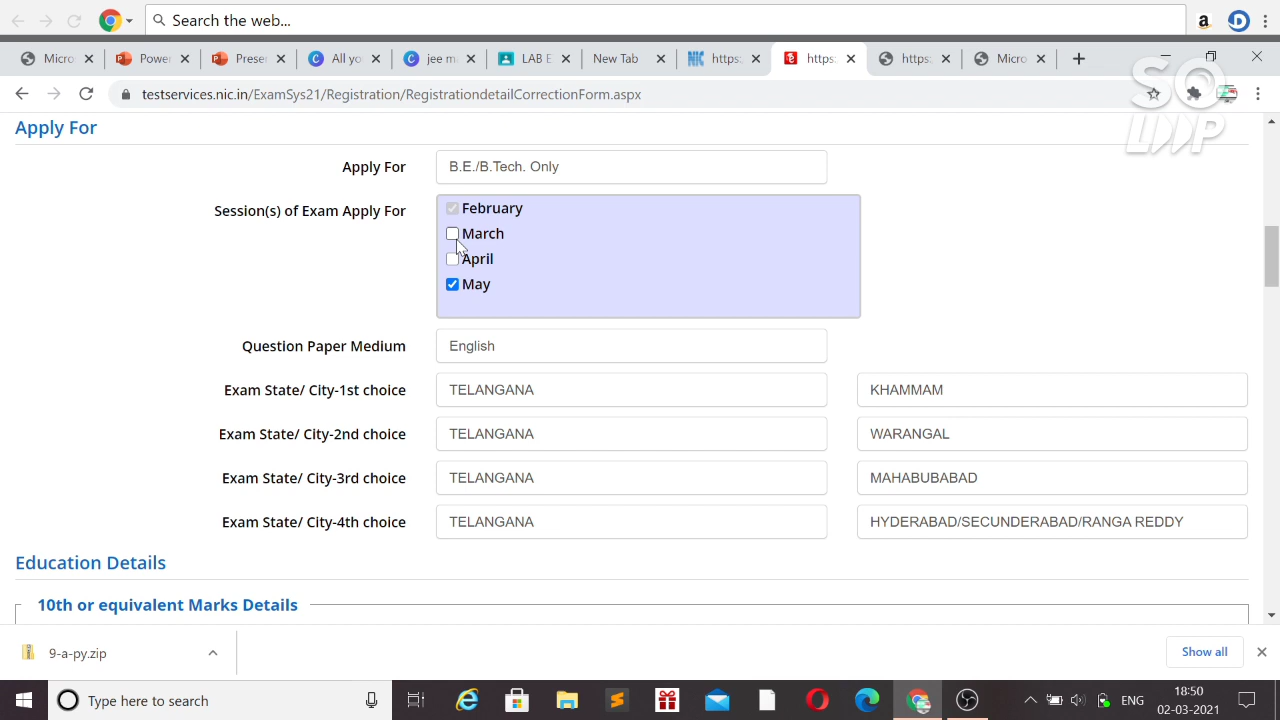 Search the web...
Micro
Power
Prese
All yo
jee m
LAB E
New Tab
NIC https:
https:
https:
Micro
testservices.nic.in/ExamSys21/Registration/RegistrationdetailCorrectionForm.aspx
SO
LOOP
Apply For
Apply For
B.E./B.Tech. Only
Session(s) of Exam Apply For
February
March
April
May
Question Paper Medium
English
Exam State/ City-1st choice
TELANGANA
KHAMMAM
Exam State/ City-2nd choice
TELANGANA
WARANGAL
Exam State/ City-3rd choice
TELANGANA
MAHABUBABAD
Exam State/ City-4th choice
TELANGANA
HYDERABAD/SECUNDERABAD/RANGA REDDY
Education Details
10th or equivalent Marks Details
9-a-py.zip
Show all
Type here to search
ENG
18:50
02-03-2021